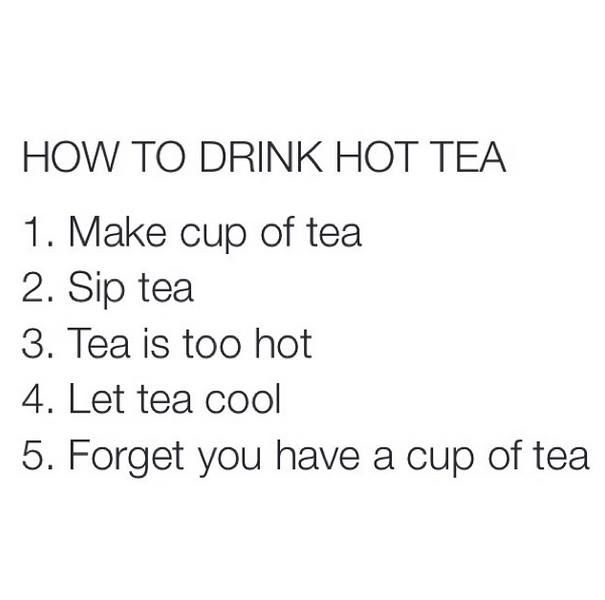 HOW TO DRINK HOT TEA
1. Make cup of tea
2. Sip tea
3. Tea is too hot
4. Let tea cool
5. Forget you have a cup of tea